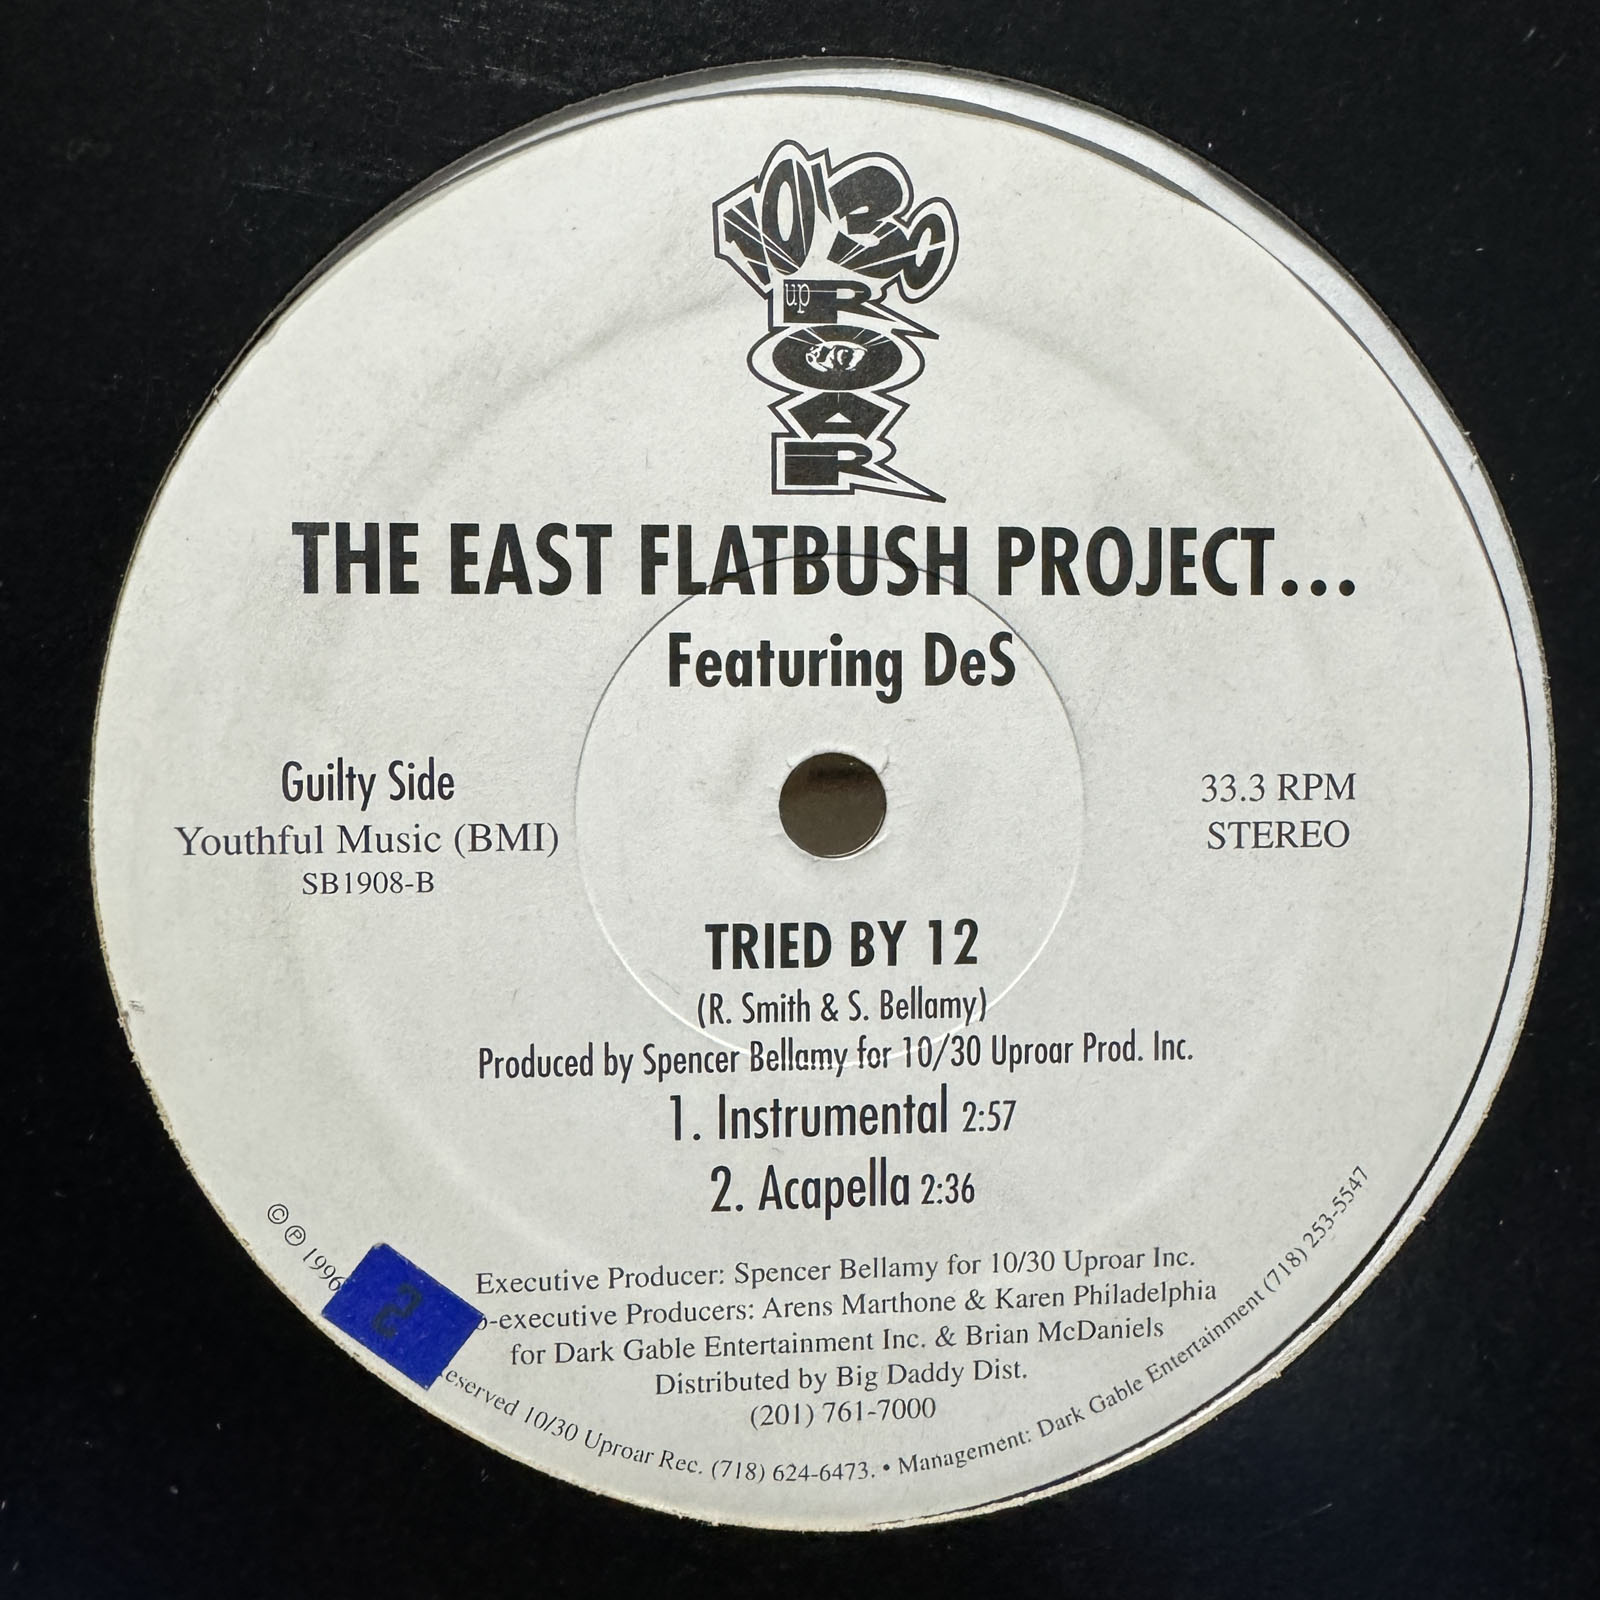 10/30
up ROAR
THE EAST FLATBUSH PROJECT...
Featuring DeS
Guilty Side
Youthful Music (BMI)
SB1908-B
33.3 RPM
STEREO
TRIED BY 12
(R. Smith & S. Bellamy)
Produced by Spencer Bellamy for 10/30 Uproar Prod. Inc.
1. Instrumental 2:57
2. Acapella 2:36
Executive Producer: Spencer Bellamy for 10/30 Uproar Inc.
-executive Producers: Arens Marthone & Karen Philadelphia
for Dark Gable Entertainment Inc. & Brian McDaniels
Distributed by Big Daddy Dist.
(201) 761-7000
© ℗ 1996
2
eserved 10/30 Uproar Rec. (718) 624-6473. • Management: Dark Gable Entertainment (718) 253-5547